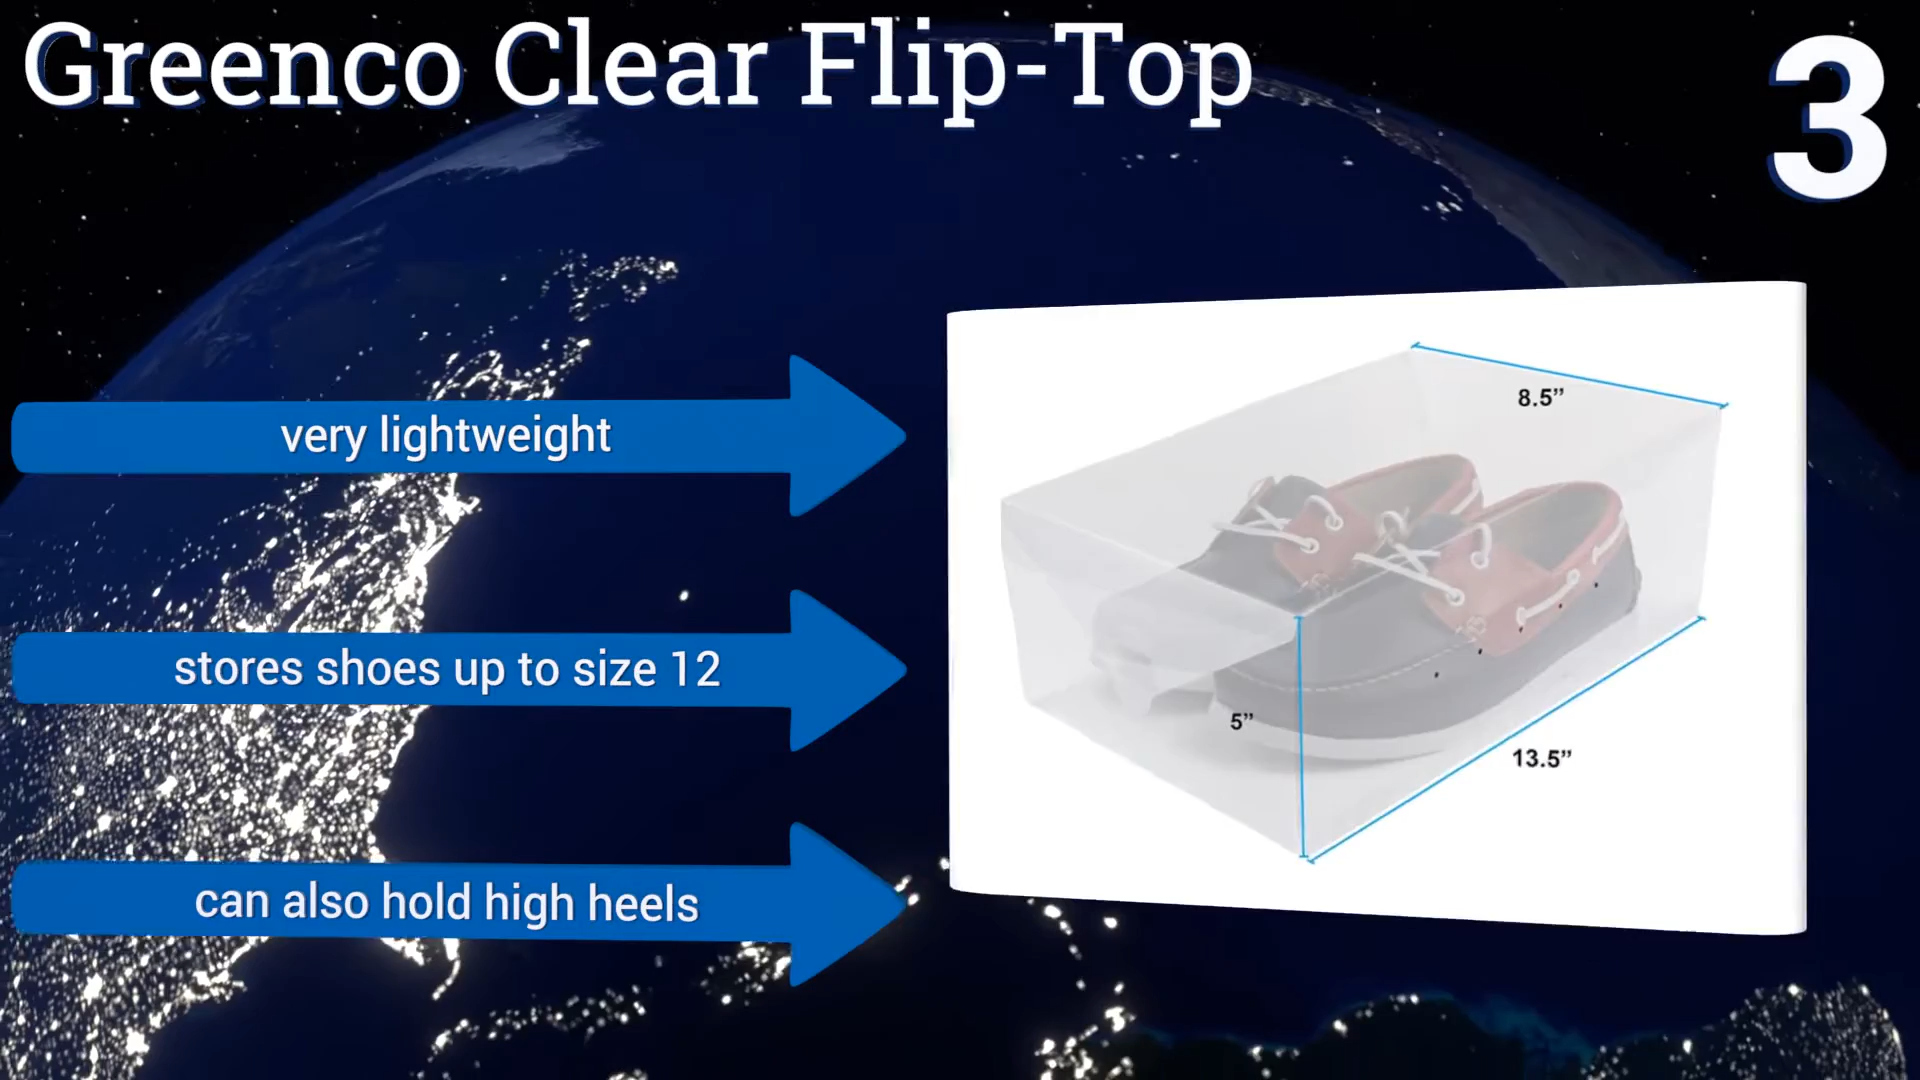 Greenco Clear Flip-Top
3
very lightweight
stores shoes up to size 12
can also hold high heels
8.5”
5”
13.5”